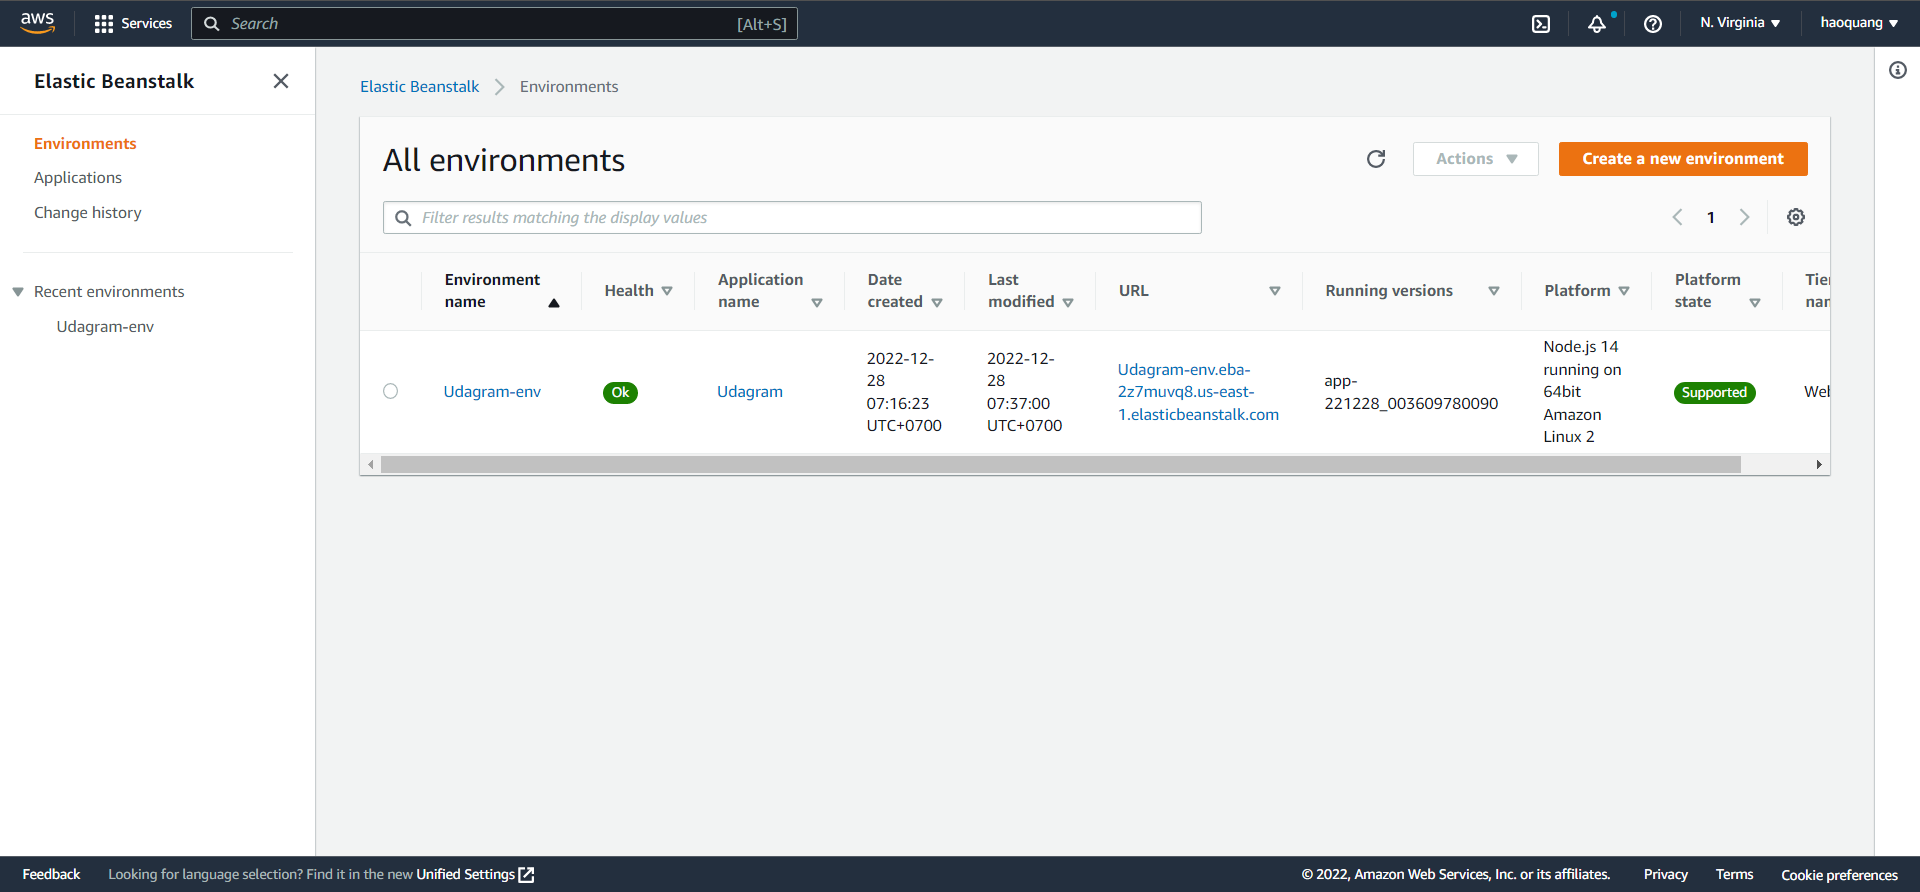 aws
Services
Search
[Alt+S]
N. Virginia
haoquang
Elastic Beanstalk
Environments
Applications
Change history
Recent environments
Udagram-env
Elastic Beanstalk
Environments
All environments
Actions
Create a new environment
Filter results matching the display values
1
Environment
name
Health
Application
name
Date
created
Last
modified
URL
Running versions
Platform
Platform
state
Udagram-env
Ok
Udagram
2022-12-
28
07:16:23
UTC+0700
2022-12-
28
07:37:00
UTC+0700
Udagram-env.eba-
2z7muvq8.us-east-
1.elasticbeanstalk.com
app-
221228_003609780090
Node.js 14
running on
64bit
Amazon
Linux 2
Supported
Feedback
Looking for language selection? Find it in the new Unified Settings
© 2022, Amazon Web Services, Inc. or its affiliates.
Privacy
Terms
Cookie preferences